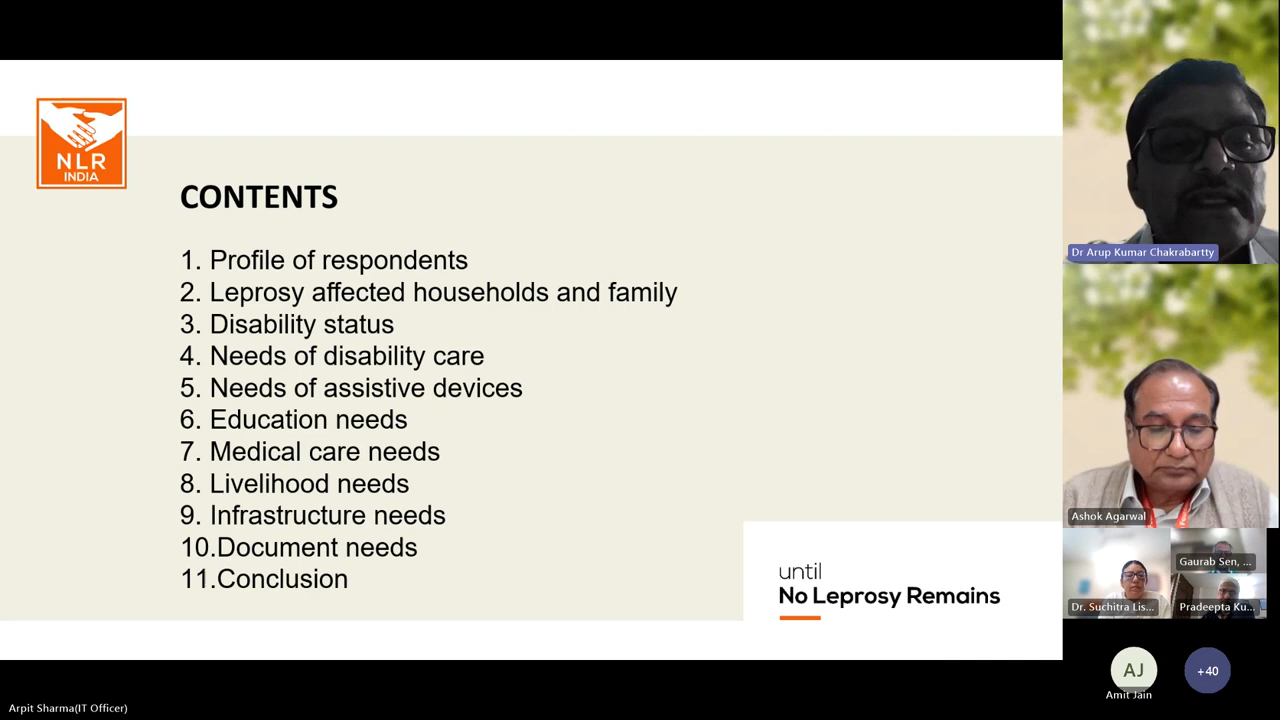 NLR
INDIA
CONTENTS
1. Profile of respondents
2. Leprosy affected households and family
3. Disability status
4. Needs of disability care
5. Needs of assistive devices
6. Education needs
7. Medical care needs
8. Livelihood needs
9. Infrastructure needs
10.Document needs
11.Conclusion
until
No Leprosy Remains
Dr Arup Kumar Chakrabartty
Ashok Agarwal
Gaurab Sen, ...
Dr. Suchitra Lis...
Pradeepta Ku...
AJ
Amit Jain
+40
Arpit Sharma(IT Officer)